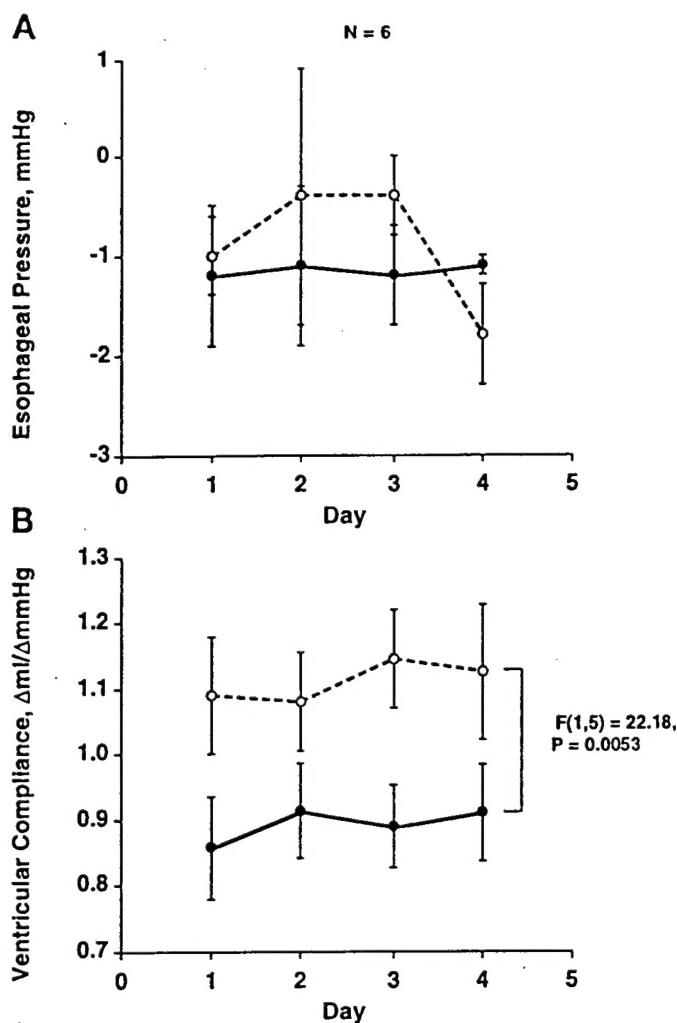 A
N = 6
Esophageal Pressure, mmHg
1
0
-1
-2
-3
0 1 2 3 4 5
Day
B
Ventricular Compliance, Δml/ΔmmHg
1.3
1.2
1.1
1.0
0.9
0.8
0.7
F(1,5) = 22.18,
P = 0.0053
0 1 2 3 4 5
Day